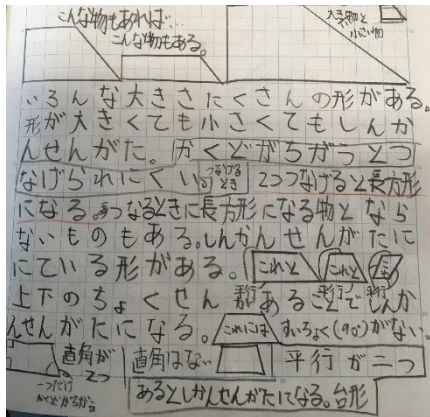 こんな物もあれば…
こんな物もある。
大きい物と
小さい物
いろんな大きさたくさんの形がある。
形が大きくても小さくてもしんか
んせんがた。かくどがちがうとつ
なげられにくい。つなげるとき 2つつなげると長方形
になる。つなるときに長方形になる物となら
ないものもある。しんかんせんがたに
にている形がある。これと これと
上下のちょくせん平行があることでしんか
んせんがたになる。これには すいちょく(90°)がない。
直角が2つ 直角はない 平行が二つ
一つだけかくどがちがう
あるとしんかんせんがたになる。台形